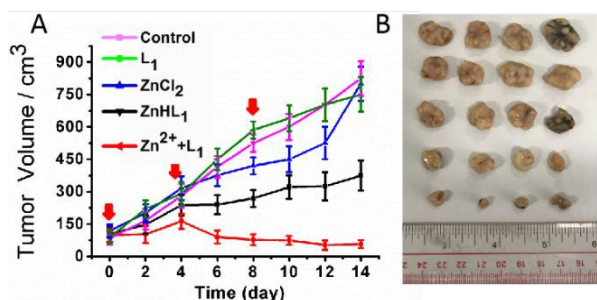 A
Tumor Volume / cm3
900
750
600
450
300
150
0
Control
L1
ZnCl2
ZnHL1
Zn2++L1
0 2 4 6 8 10 12 14
Time (day)
B
3 4 5 6